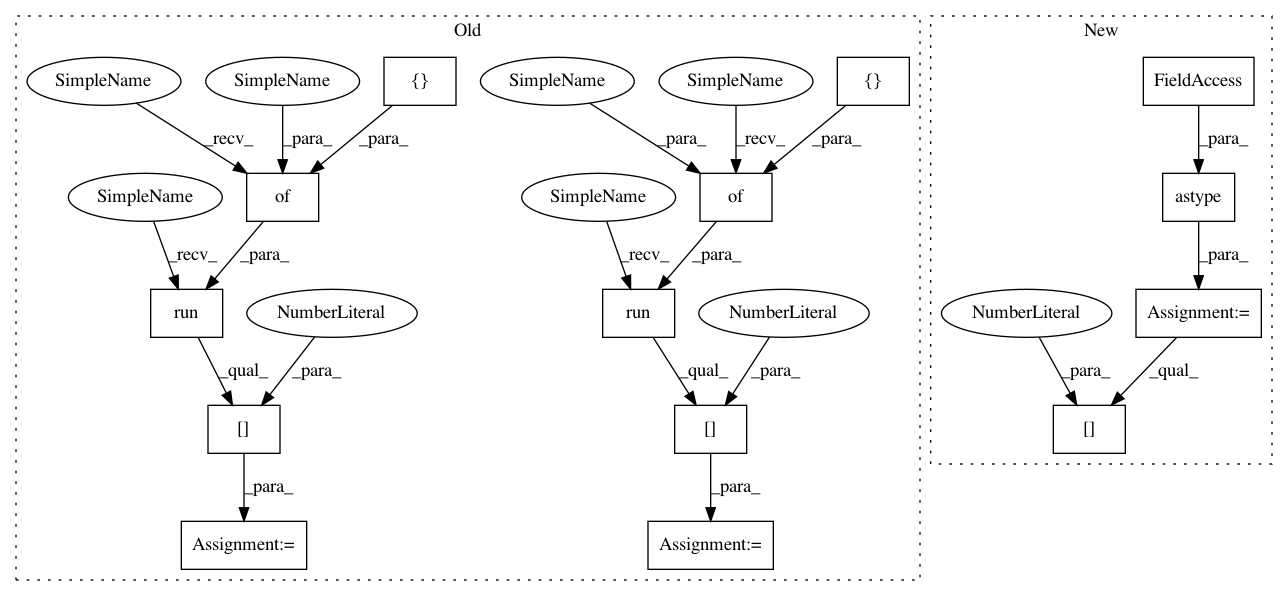 Old
New
SimpleName
SimpleName
{}
SimpleName
SimpleName
{}
FieldAccess
_recv_
_para_
_para_
_para_
_recv_
_para_
_para_
SimpleName
of
SimpleName
of
astype
_recv_
_para_
_recv_
_para_
_para_
run
NumberLiteral
run
NumberLiteral
NumberLiteral
Assignment:=
_qual_
_para_
_qual_
_para_
_para_
_qual_
[]
[]
[]
_para_
_para_
Assignment:=
Assignment:=